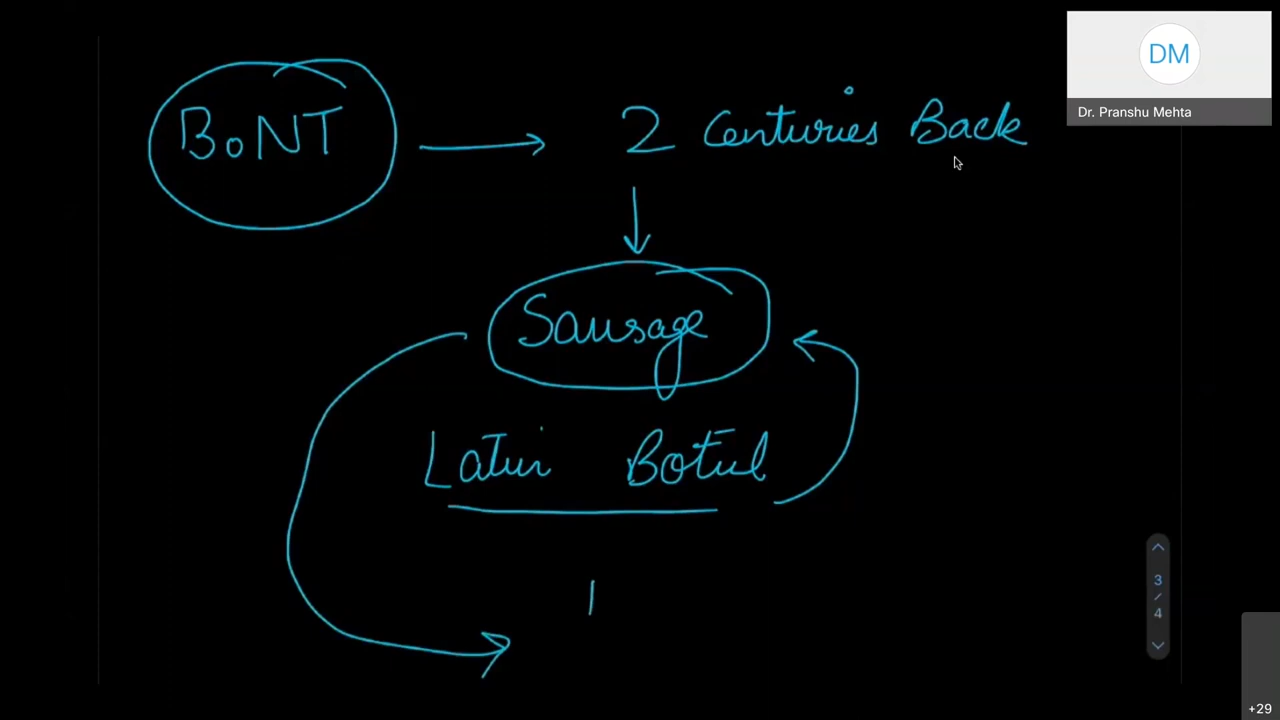 DM
Dr. Pranshu Mehta
BoNT → 2 Centuries Back
Sausage
Latin Botul
3
/
4
+29